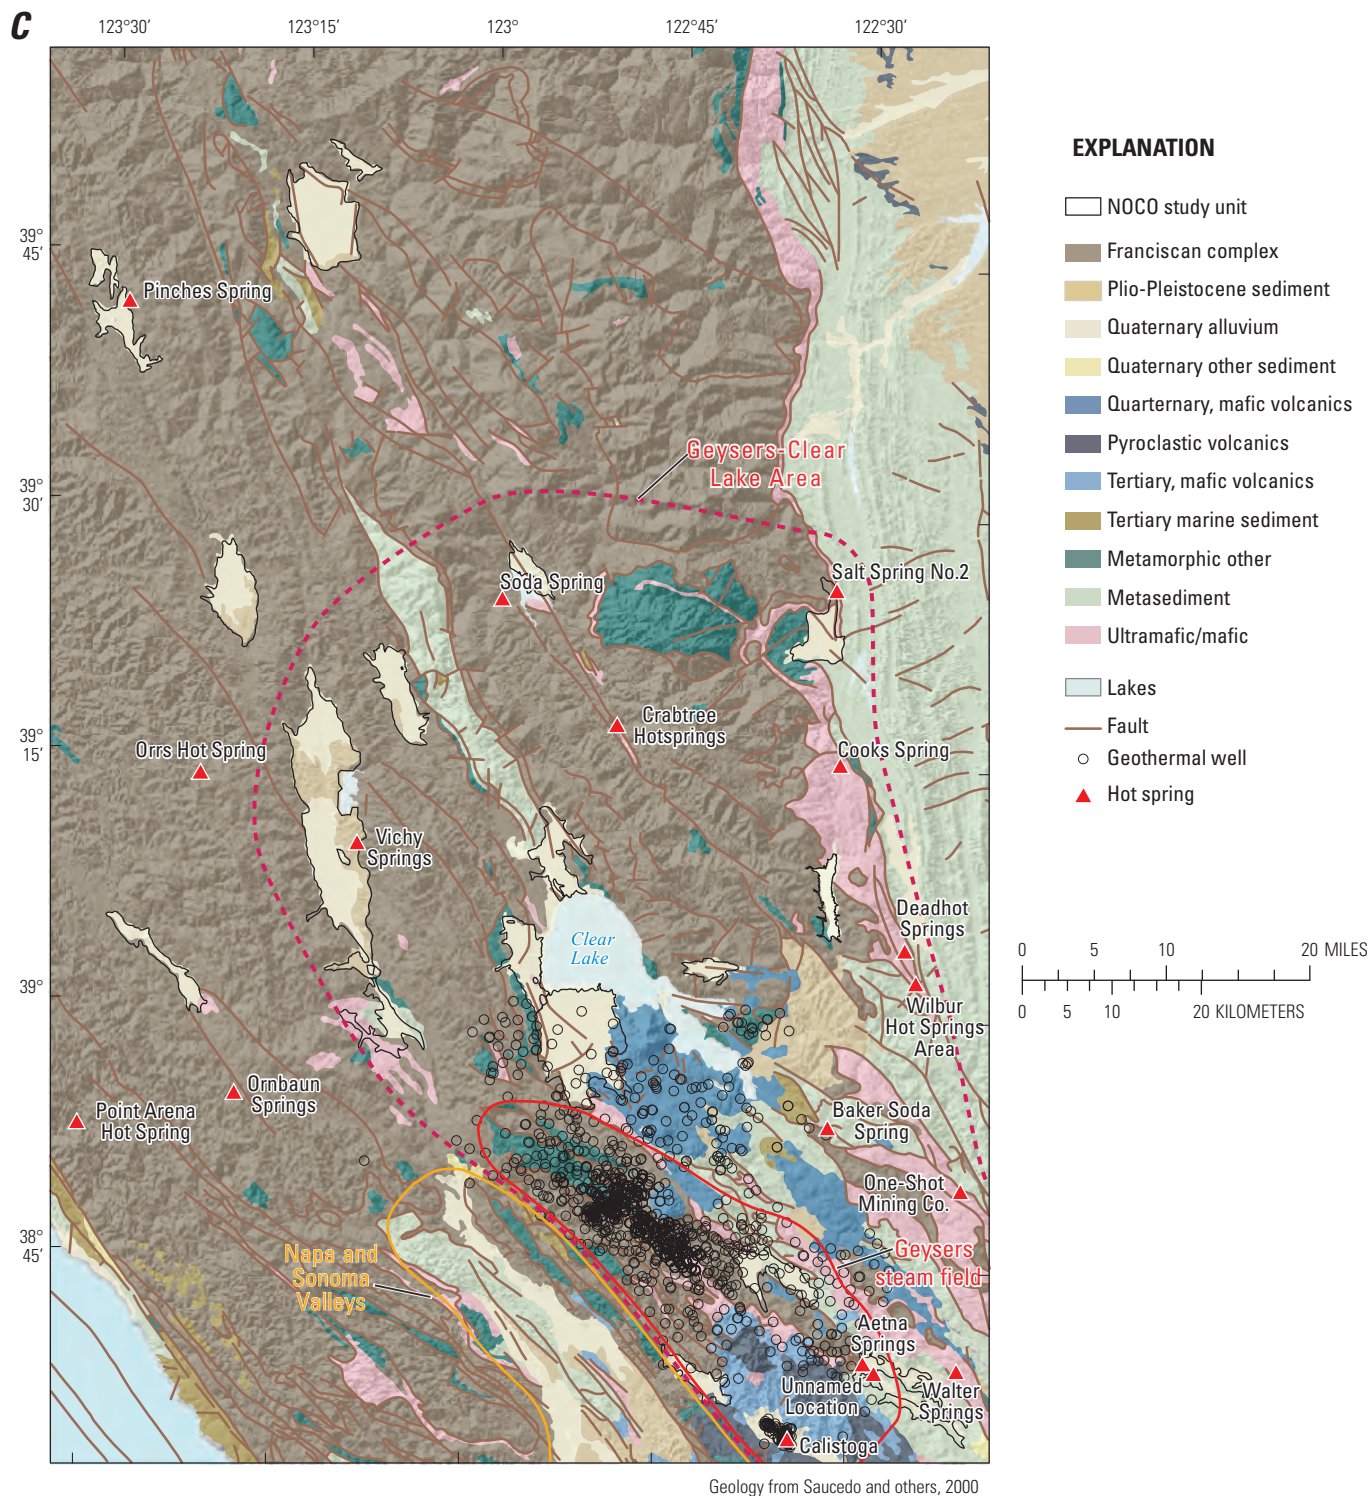 C
123°30’
123°15’
123°
122°45’
122°30’
39°
45’
39°
30’
39°
15’
39°
38°
45’
Pinches Spring
Geysers-Clear
Lake Area
Soda Spring
Salt Spring No.2
Crabtree
Hotsprings
Orrs Hot Spring
Cooks Spring
Vichy
Springs
Deadhot
Springs
Clear
Lake
Wilbur
Hot Springs
Area
Ornbaun
Springs
Point Arena
Hot Spring
Baker Soda
Spring
One-Shot
Mining Co.
Napa and
Sonoma
Valleys
Geysers
steam field
Aetna
Springs
Unnamed
Location
Walter
Springs
Calistoga
EXPLANATION
NOCO study unit
Franciscan complex
Plio-Pleistocene sediment
Quaternary alluvium
Quaternary other sediment
Quarternary, mafic volcanics
Pyroclastic volcanics
Tertiary, mafic volcanics
Tertiary marine sediment
Metamorphic other
Metasediment
Ultramafic/mafic
Lakes
Fault
Geothermal well
Hot spring
0 5 10 20 MILES
0 5 10 20 KILOMETERS
Geology from Saucedo and others, 2000